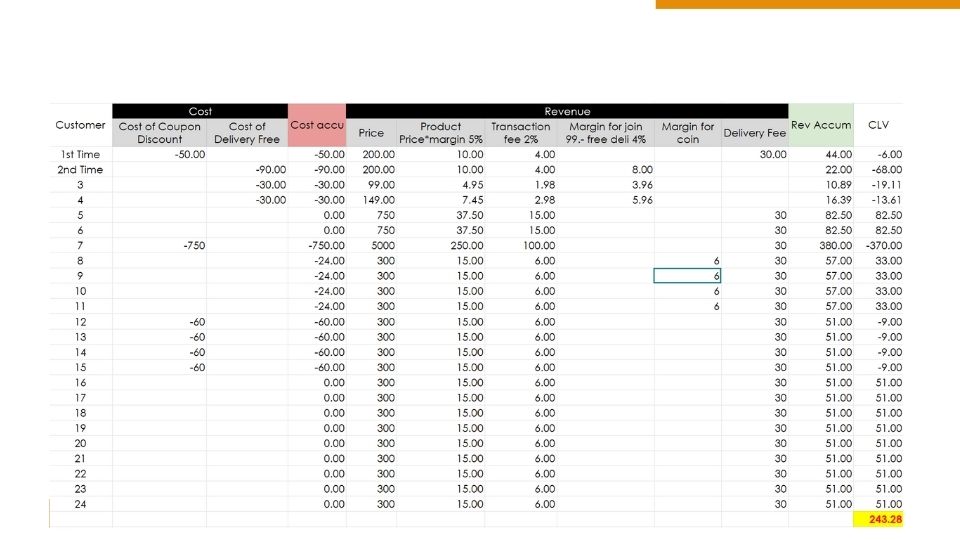 Cost Revenue
Customer Cost of Coupon Discount Cost of Delivery Free Cost accu Price Product Price*margin 5% Transaction fee 2% Margin for join 99.- free deli 4% Margin for coin Delivery Fee Rev Accum CLV
1st Time -50.00 -50.00 200.00 10.00 4.00 30.00 44.00 -6.00
2nd Time -90.00 -90.00 200.00 10.00 4.00 8.00 22.00 -68.00
3 -30.00 -30.00 99.00 4.95 1.98 3.96 10.89 -19.11
4 -30.00 -30.00 149.00 7.45 2.98 5.96 16.39 -13.61
5 0.00 750 37.50 15.00 30 82.50 82.50
6 0.00 750 37.50 15.00 30 82.50 82.50
7 -750 -750.00 5000 250.00 100.00 30 380.00 -370.00
8 -24.00 300 15.00 6.00 6 30 57.00 33.00
9 -24.00 300 15.00 6.00 6 30 57.00 33.00
10 -24.00 300 15.00 6.00 6 30 57.00 33.00
11 -24.00 300 15.00 6.00 6 30 57.00 33.00
12 -60 -60.00 300 15.00 6.00 30 51.00 -9.00
13 -60 -60.00 300 15.00 6.00 30 51.00 -9.00
14 -60 -60.00 300 15.00 6.00 30 51.00 -9.00
15 -60 -60.00 300 15.00 6.00 30 51.00 -9.00
16 0.00 300 15.00 6.00 30 51.00 51.00
17 0.00 300 15.00 6.00 30 51.00 51.00
18 0.00 300 15.00 6.00 30 51.00 51.00
19 0.00 300 15.00 6.00 30 51.00 51.00
20 0.00 300 15.00 6.00 30 51.00 51.00
21 0.00 300 15.00 6.00 30 51.00 51.00
22 0.00 300 15.00 6.00 30 51.00 51.00
23 0.00 300 15.00 6.00 30 51.00 51.00
24 0.00 300 15.00 6.00 30 51.00 51.00
243.28